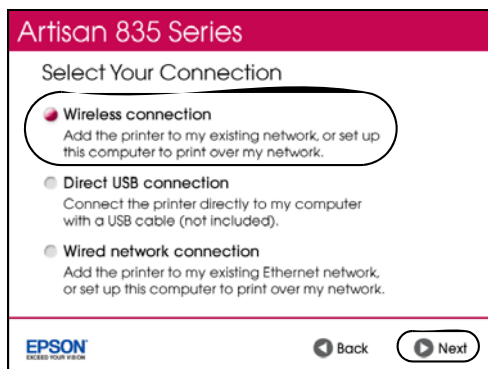 Artisan 835 Series
Select Your Connection
Wireless connection
Add the printer to my existing network, or set up
this computer to print over my network.
Direct USB connection
Connect the printer directly to my computer
with a USB cable (not included).
Wired network connection
Add the printer to my existing Ethernet network,
or set up this computer to print over my network.
EPSON
EXCEED YOUR VISION
Back
Next